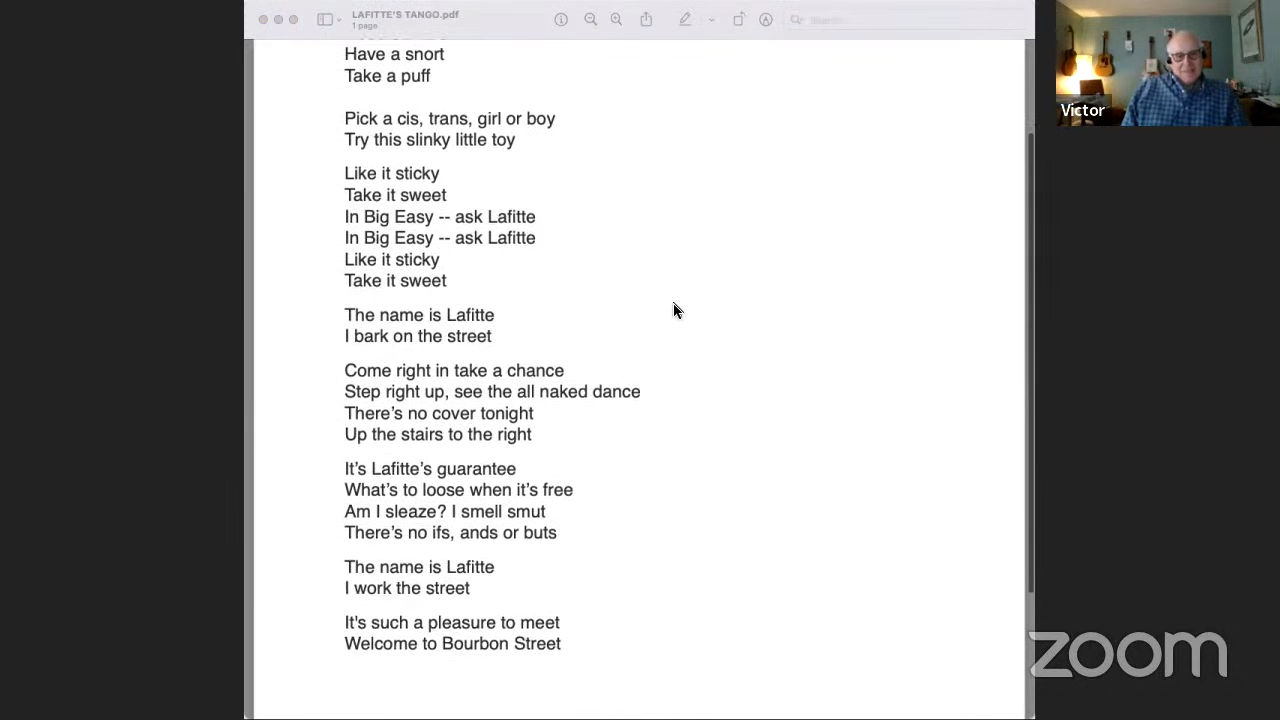 LAFITTE'S TANGO.pdf
1 page
Search
Have a snort
Take a puff
Pick a cis, trans, girl or boy
Try this slinky little toy
Like it sticky
Take it sweet
In Big Easy -- ask Lafitte
In Big Easy -- ask Lafitte
Like it sticky
Take it sweet
The name is Lafitte
I bark on the street
Come right in take a chance
Step right up, see the all naked dance
There's no cover tonight
Up the stairs to the right
It's Lafitte's guarantee
What's to loose when it's free
Am I sleaze? I smell smut
There's no ifs, ands or buts
The name is Lafitte
I work the street
It's such a pleasure to meet
Welcome to Bourbon Street
Victor
zoom